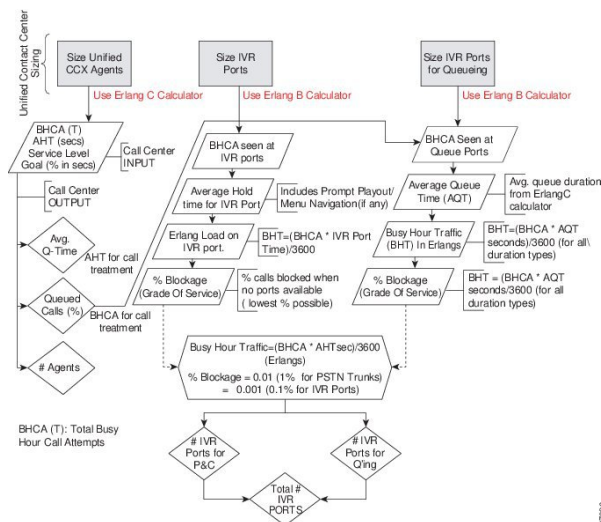 Unified Contact Center
Sizing
Size Unified
CCX Agents
Size IVR
Ports
Size IVR Ports
for Queueing
Use Erlang C Calculator
Use Erlang B Calculator
Use Erlang B Calculator
BHCA (T)
AHT (secs)
Service Level
Goal (% in secs)
Call Center
INPUT
Call Center
OUTPUT
Avg.
Q-Time
AHT for call
treatment
Queued
Calls (%)
BHCA for call
treatment
# Agents
BHCA (T): Total Busy
Hour Call Attempts
BHCA seen at
IVR ports
Average Hold
time for IVR Port
Includes Prompt Playout/
Menu Navigation(if any)
Erlang Load on
IVR port.
BHT=(BHCA * IVR Port
Time)/3600
% Blockage
(Grade Of Service)
% calls blocked when
no ports available
( lowest % possible)
BHCA Seen at
Queue Ports
Average Queue
Time (AQT)
Avg. queue duration
from ErlangC
calculator
Busy Hour Traffic
(BHT) In Erlangs
BHT=(BHCA * AQT
seconds)/3600 (for all\
duration types)
% Blockage
(Grade Of Service)
BHT = (BHCA * AQT
seconds/3600 (for all
duration types)
Busy Hour Traffic=(BHCA * AHTsec)/3600
(Erlangs)
% Blockage = 0.01 (1% for PSTN Trunks)
= 0.001 (0.1% for IVR Ports)
# IVR
Ports for
P&C
# IVR
Ports for
Q'ing
Total #
IVR
PORTS